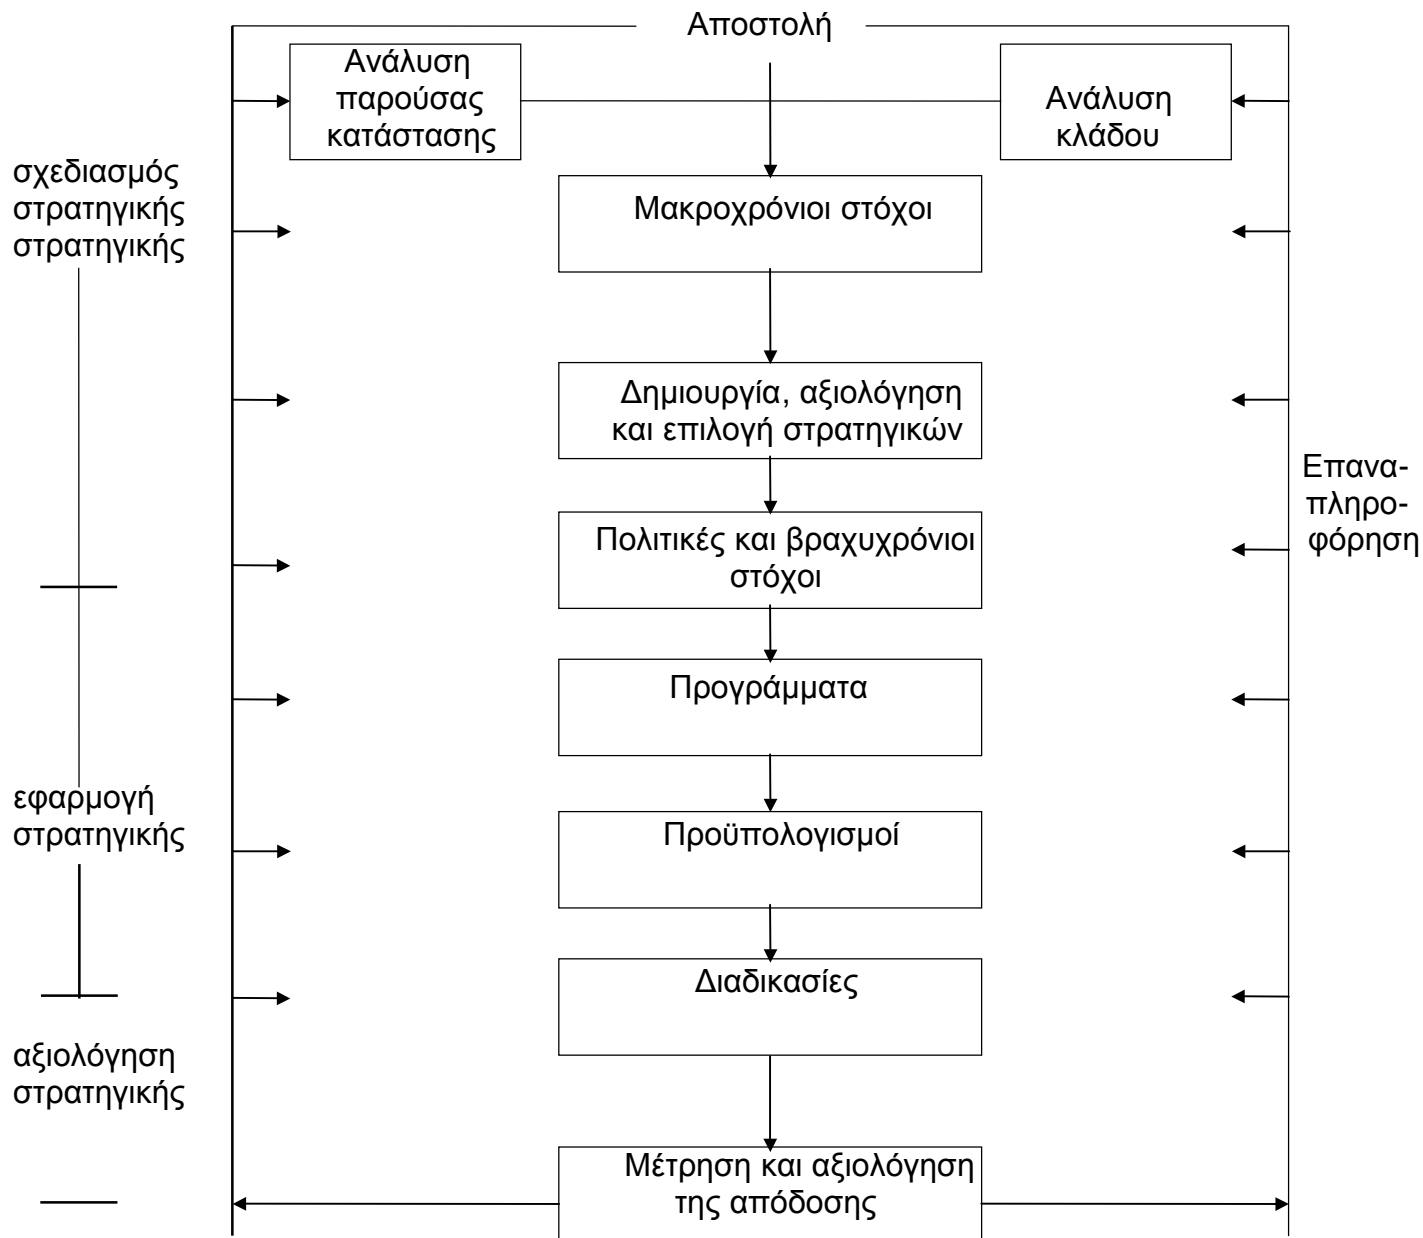 Αποστολή
Ανάλυση
παρούσας
κατάστασης
Ανάλυση
κλάδου
σχεδιασμός
στρατηγικής
στρατηγικής
Μακροχρόνιοι στόχοι
Δημιουργία, αξιολόγηση
και επιλογή στρατηγικών
Επανα-
πληρο-
φόρηση
Πολιτικές και βραχυχρόνιοι
στόχοι
Προγράμματα
εφαρμογή
στρατηγικής
Προϋπολογισμοί
Διαδικασίες
αξιολόγηση
στρατηγικής
Μέτρηση και αξιολόγηση
της απόδοσης